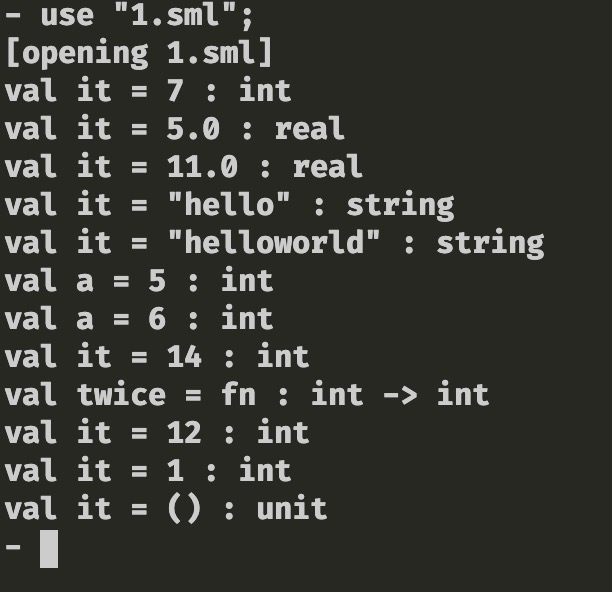 - use "1.sml";
[opening 1.sml]
val it = 7 : int
val it = 5.0 : real
val it = 11.0 : real
val it = "hello" : string
val it = "helloworld" : string
val a = 5 : int
val a = 6 : int
val it = 14 : int
val twice = fn : int -> int
val it = 12 : int
val it = 1 : int
val it = () : unit
-